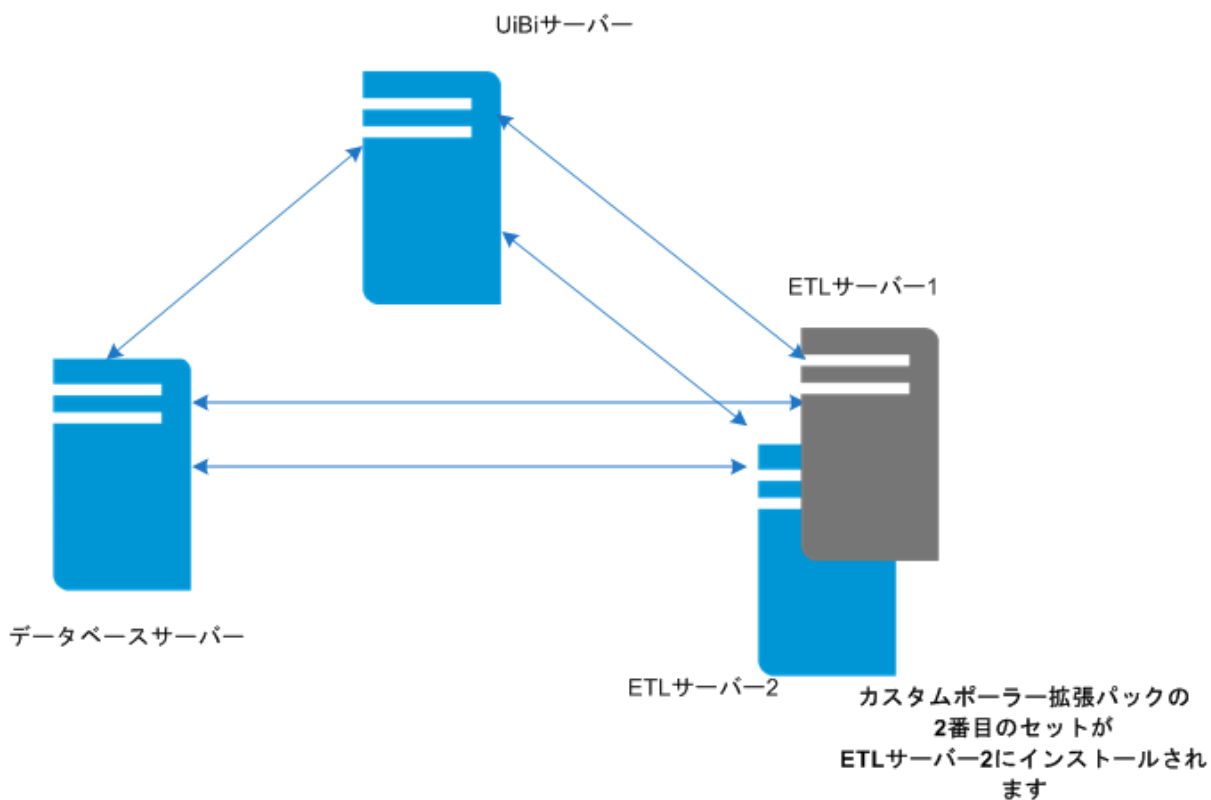 UiBiサーバー
ETLサーバー1
データベースサーバー
ETLサーバー2
カスタムポーラー拡張パックの
2番目のセットが
ETLサーバー2にインストールされ
ます